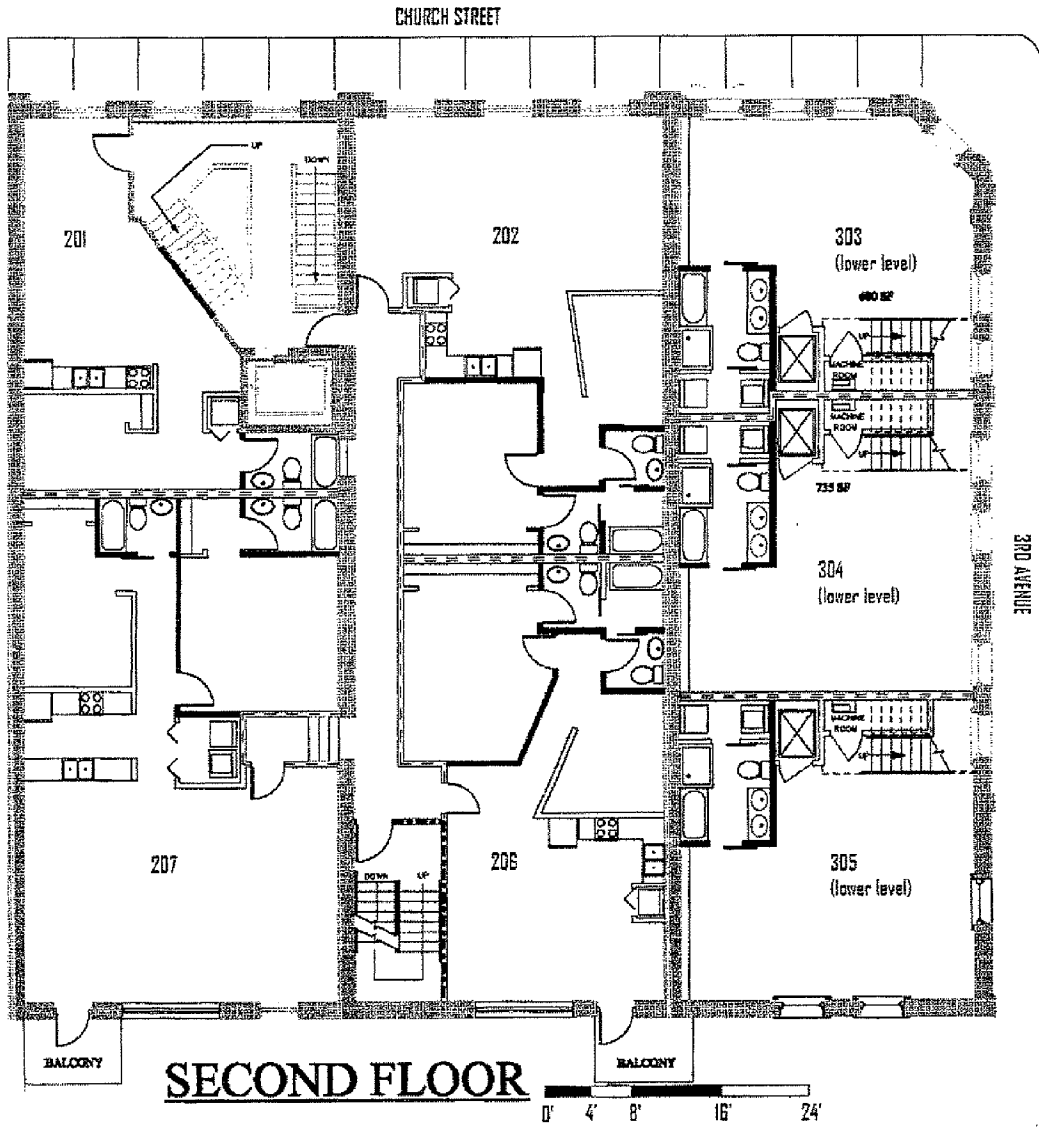 CHURCH STREET
UP
DOWN
201
202
303
(lower level)
680 SF
UP
MACHINE
ROOM
MACHINE
ROOM
UP
735 SF
304
(lower level)
3RD AVENUE
MACHINE
ROOM
UP
207
206
305
(lower level)
DOWN
UP
BALCONY
BALCONY
SECOND FLOOR
0' 4' 8' 16' 24'